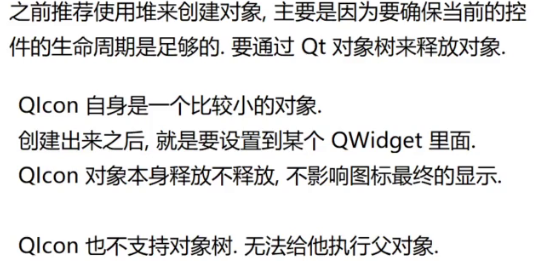 之前推荐使用堆来创建对象, 主要是因为要确保当前的控
件的生命周期是足够的. 要通过 Qt 对象树来释放对象.
QIcon 自身是一个比较小的对象.
创建出来之后, 就是要设置到某个 QWidget 里面.
QIcon 对象本身释放不释放, 不影响图标最终的显示.
QIcon 也不支持对象树. 无法给他执行父对象.